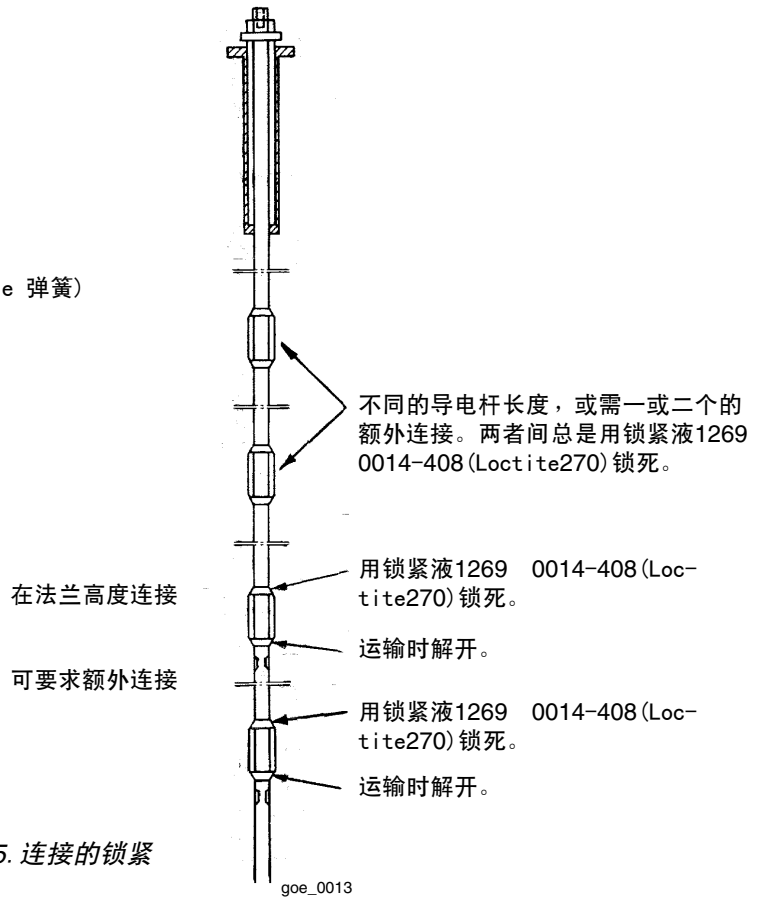 e 弹簧)
不同的导电杆长度，或需一或二个的
额外连接。两者间总是用锁紧液1269
0014-408(Loctite270)锁死。
在法兰高度连接
用锁紧液1269 0014-408(Loc-
tite270)锁死。
运输时解开。
可要求额外连接
用锁紧液1269 0014-408(Loc-
tite270)锁死。
运输时解开。
5. 连接的锁紧
goe_0013